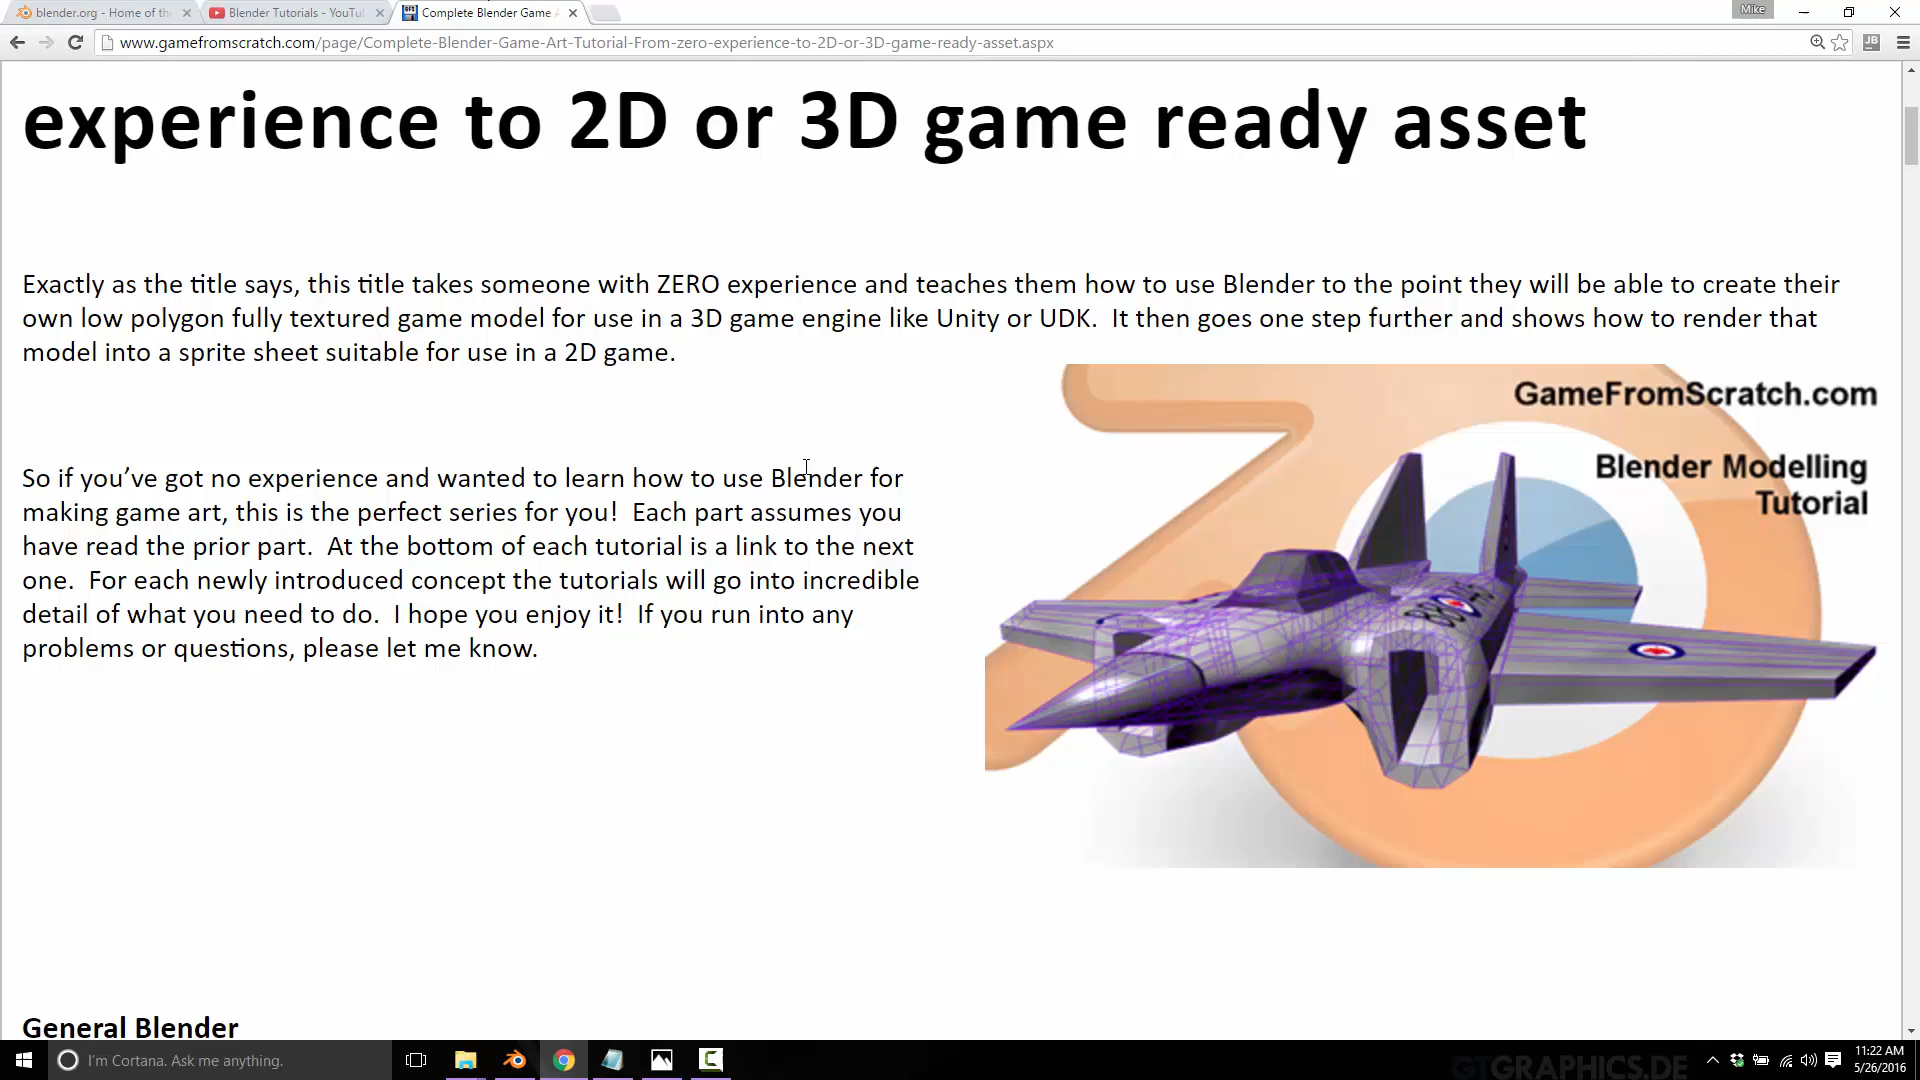 blender.org - Home of the
Blender Tutorials - YouTu
Complete Blender Game A
Mike
www.gamefromscratch.com/page/Complete-Blender-Game-Art-Tutorial-From-zero-experience-to-2D-or-3D-game-ready-asset.aspx
JB
experience to 2D or 3D game ready asset
Exactly as the title says, this title takes someone with ZERO experience and teaches them how to use Blender to the point they will be able to create their
own low polygon fully textured game model for use in a 3D game engine like Unity or UDK.  It then goes one step further and shows how to render that
model into a sprite sheet suitable for use in a 2D game.
GameFromScratch.com
Blender Modelling
Tutorial
So if you’ve got no experience and wanted to learn how to use Blender for
making game art, this is the perfect series for you!  Each part assumes you
have read the prior part.  At the bottom of each tutorial is a link to the next
one.  For each newly introduced concept the tutorials will go into incredible
detail of what you need to do.  I hope you enjoy it!  If you run into any
problems or questions, please let me know.
General Blender
I'm Cortana. Ask me anything.
GTGRAPHICS.DE
11:22 AM
5/26/2016